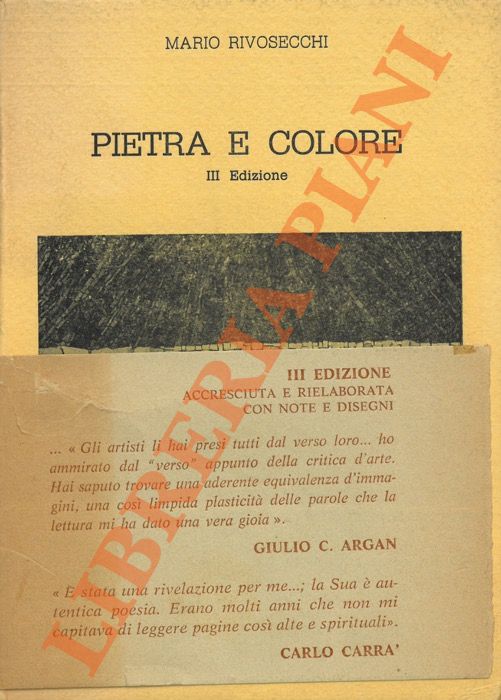 MARIO RIVOSECCHI
PIETRA E COLORE
III Edizione
III EDIZIONE
ACCRESCIUTA E RIELABORATA
CON NOTE E DISEGNI
... « Gli artisti li hai presi tutti dal verso loro... ho
ammirato dal "verso" appunto della critica d'arte.
Hai saputo trovare una aderente equivalenza d'imma-
gini, una così limpida plasticità delle parole che la
lettura mi ha dato una vera gioia ».
GIULIO C. ARGAN
« È stata una rivelazione per me...; la Sua è au-
tentica poesia. Erano molti anni che non mi
capitava di leggere pagine così alte e spirituali».
CARLO CARRA'
LIBRERIA PIANI